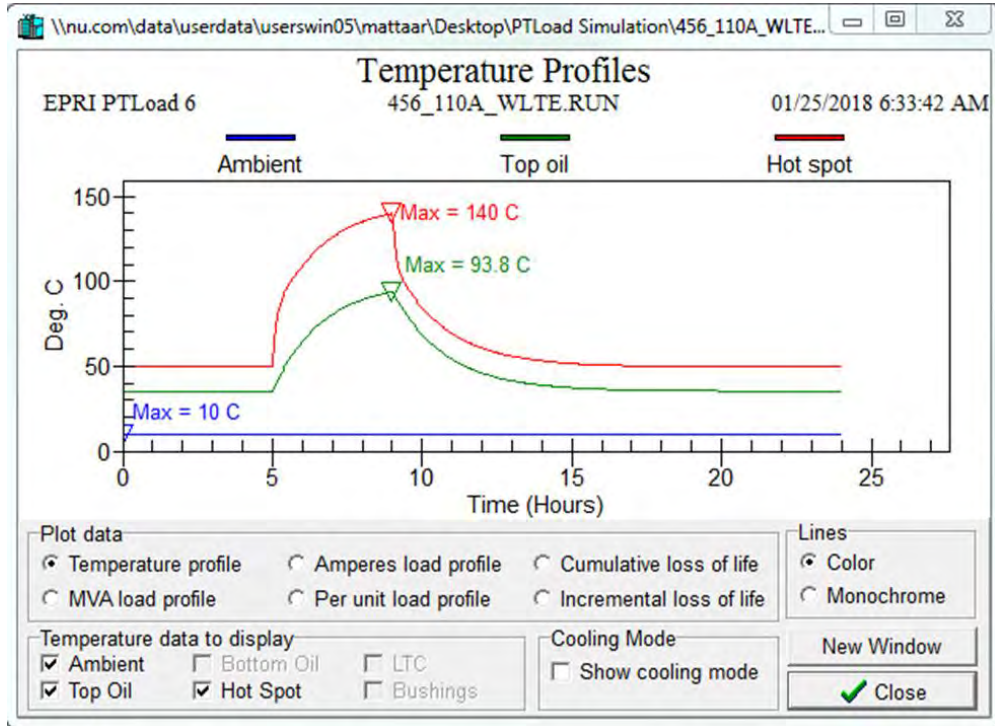 \\nu.com\data\userdata\userswin05\mattaar\Desktop\PTLoad Simulation\456_110A_WLTE...
Temperature Profiles
EPRI PTLoad 6 456_110A_WLTE.RUN 01/25/2018 6:33:42 AM
Ambient Top oil Hot spot
150
Max = 140 C
Max = 93.8 C
100
Deg. C
50
Max = 10 C
0
0 5 10 15 20 25
Time (Hours)
Plot data Lines
Temperature profile Amperes load profile Cumulative loss of life Color
MVA load profile Per unit load profile Incremental loss of life Monochrome
Temperature data to display Cooling Mode New Window
Ambient Bottom Oil LTC Show cooling mode
Top Oil Hot Spot Bushings Close